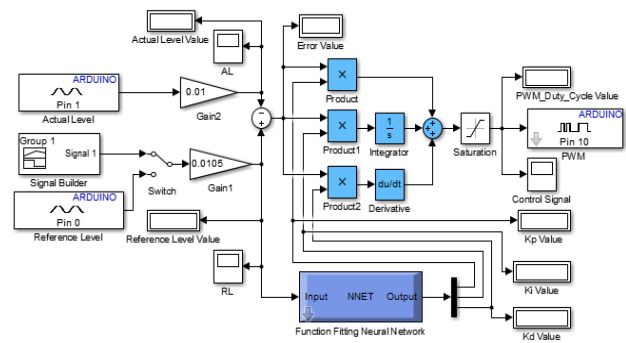 Actual Level Value
AL
Error Value
ARDUINO
Pin 1
Actual Level
0.01
Gain2
Product
PWM_Duty_Cycle Value
Group 1
Signal 1
Signal Builder
Switch
0.0105
Gain1
Product1
1
s
Integrator
Saturation
ARDUINO
Pin 10
PWM
ARDUINO
Pin 0
Reference Level
Reference Level Value
Product2
du/dt
Derivative
Control Signal
Kp Value
RL
Input
NNET
Output
Function Fitting Neural Network
Ki Value
Kd Value